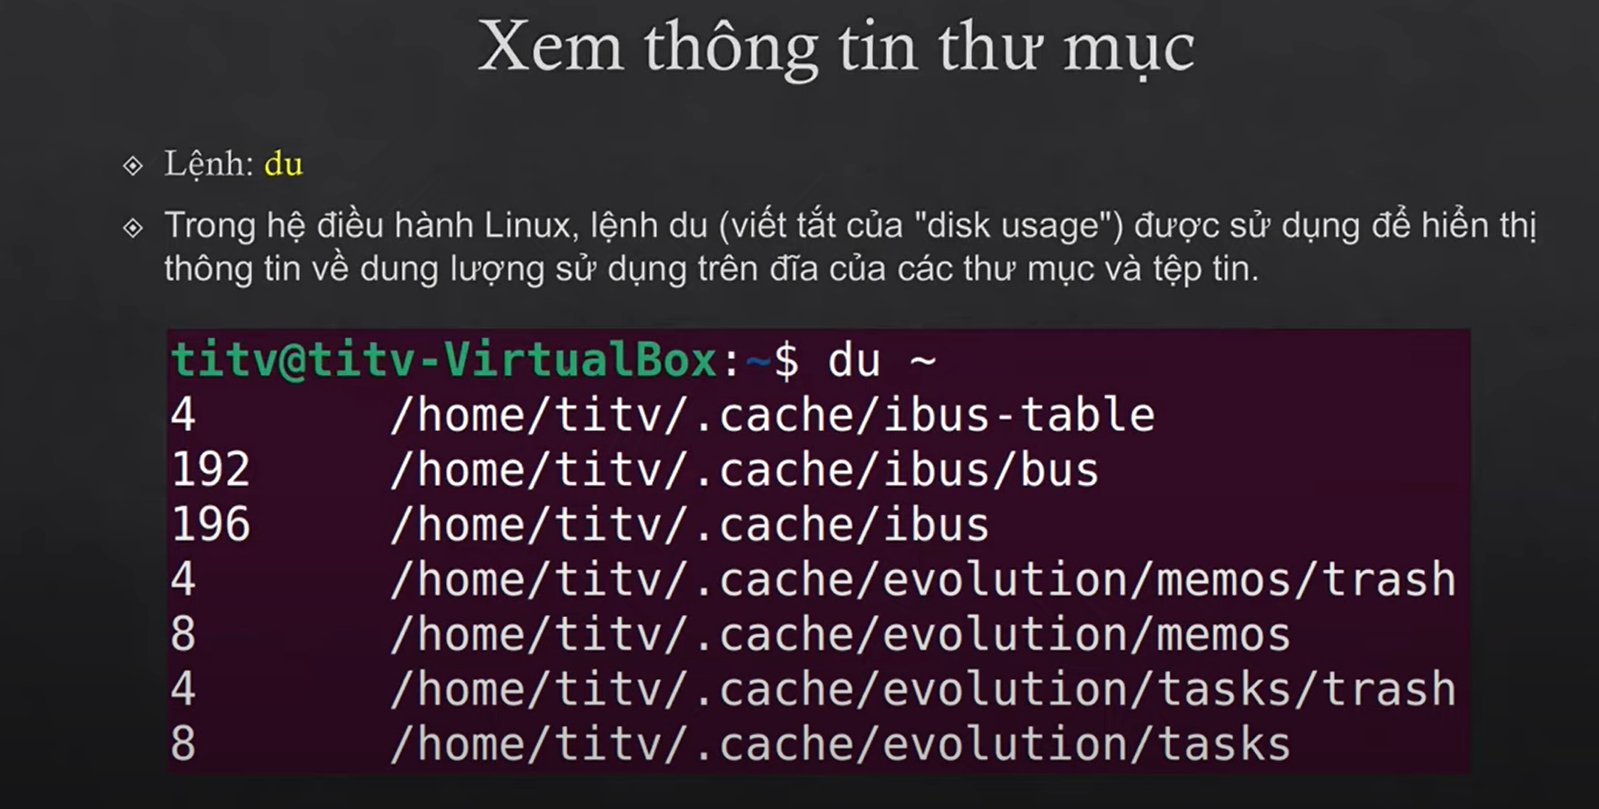 Xem thông tin thư mục
Lệnh: du
Trong hệ điều hành Linux, lệnh du (viết tắt của "disk usage") được sử dụng để hiển thị
thông tin về dung lượng sử dụng trên đĩa của các thư mục và tệp tin.
titv@titv-VirtualBox:~$ du ~
4 /home/titv/.cache/ibus-table
192 /home/titv/.cache/ibus/bus
196 /home/titv/.cache/ibus
4 /home/titv/.cache/evolution/memos/trash
8 /home/titv/.cache/evolution/memos
4 /home/titv/.cache/evolution/tasks/trash
8 /home/titv/.cache/evolution/tasks